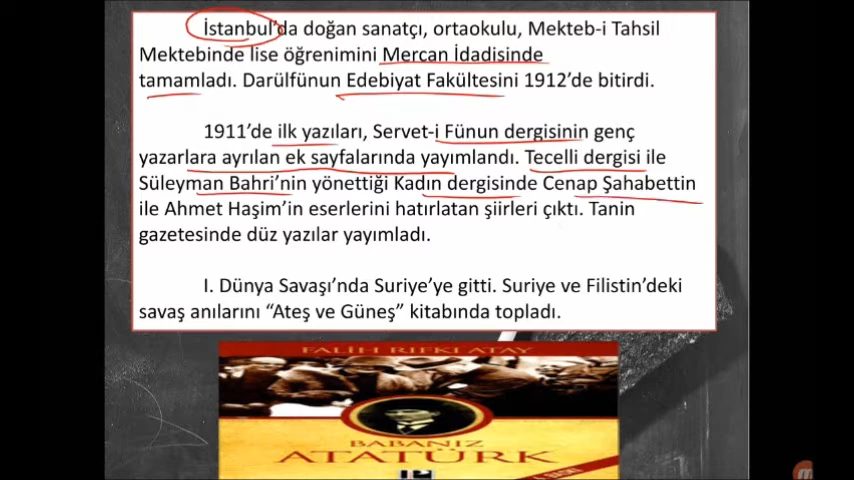 İstanbul'da doğan sanatçı, ortaokulu, Mekteb-i Tahsil
Mektebinde lise öğrenimini Mercan İdadisinde
tamamladı. Darülfünun Edebiyat Fakültesini 1912'de bitirdi.
1911'de ilk yazıları, Servet-i Fünun dergisinin genç
yazarlara ayrılan ek sayfalarında yayımlandı. Tecelli dergisi ile
Süleyman Bahri'nin yönettiği Kadın dergisinde Cenap Şahabettin
ile Ahmet Haşim'in eserlerini hatırlatan şiirleri çıktı. Tanin
gazetesinde düz yazılar yayımladı.
I. Dünya Savaşı'nda Suriye'ye gitti. Suriye ve Filistin'deki
savaş anılarını “Ateş ve Güneş” kitabında topladı.
FALİH RIFKI ATAY
BABANIZ
ATATÜRK